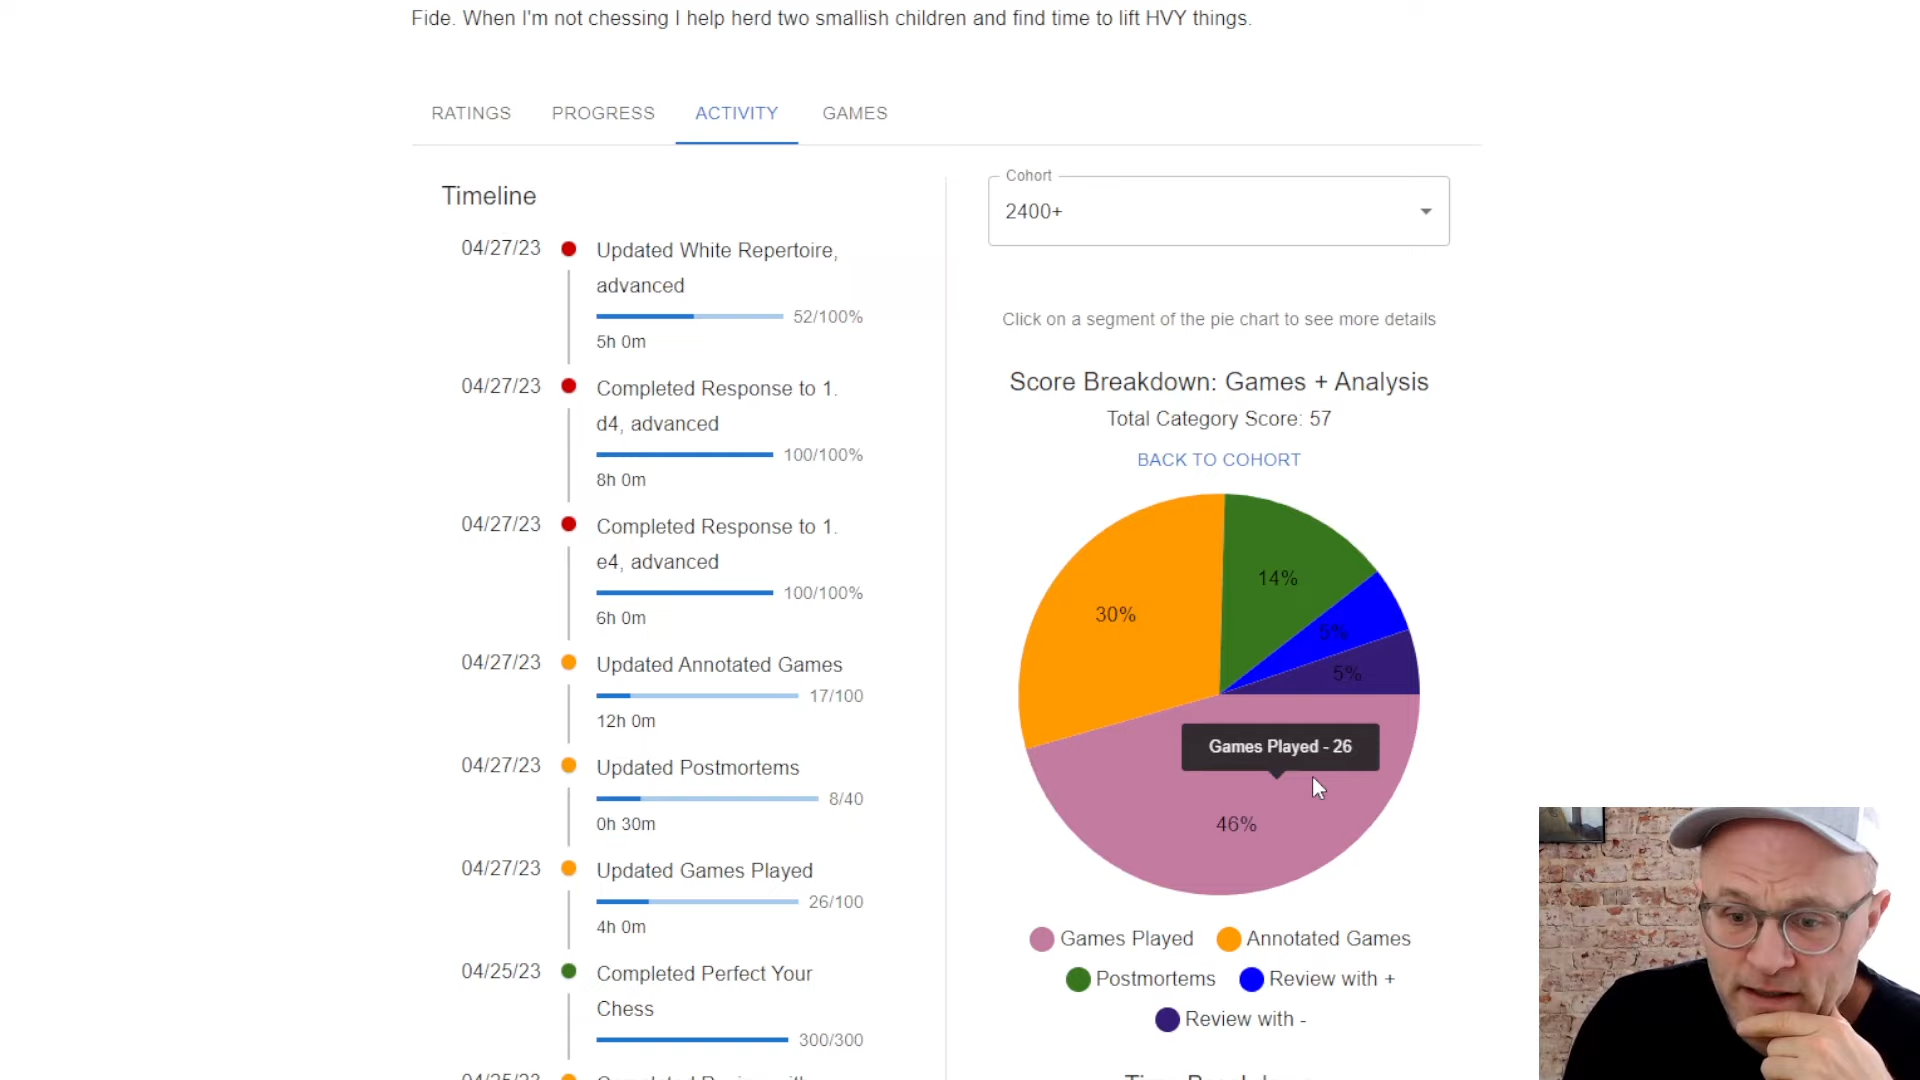 Fide. When I'm not chessing I help herd two smallish children and find time to lift HVY things.
RATINGS PROGRESS ACTIVITY GAMES
Timeline
04/27/23 Updated White Repertoire,
advanced
52/100%
5h 0m
04/27/23 Completed Response to 1.
d4, advanced
100/100%
8h 0m
04/27/23 Completed Response to 1.
e4, advanced
100/100%
6h 0m
04/27/23 Updated Annotated Games
17/100
12h 0m
04/27/23 Updated Postmortems
8/40
0h 30m
04/27/23 Updated Games Played
26/100
4h 0m
04/25/23 Completed Perfect Your
Chess
300/300
Cohort
2400+
Click on a segment of the pie chart to see more details
Score Breakdown: Games + Analysis
Total Category Score: 57
BACK TO COHORT
14%
30%
5%
5%
Games Played - 26
46%
Games Played Annotated Games
Postmortems Review with +
Review with -